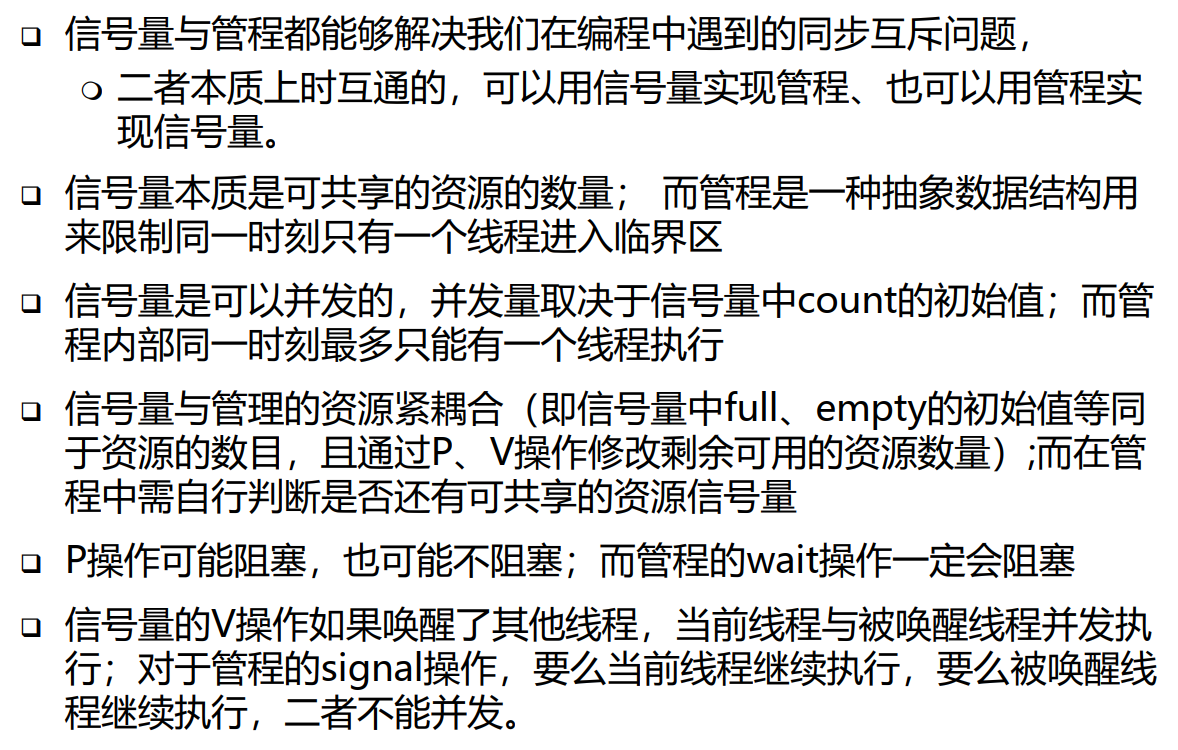 信号量与管程都能够解决我们在编程中遇到的同步互斥问题，
二者本质上时互通的，可以用信号量实现管程、也可以用管程实
现信号量。
信号量本质是可共享的资源的数量； 而管程是一种抽象数据结构用
来限制同一时刻只有一个线程进入临界区
信号量是可以并发的，并发量取决于信号量中count的初始值；而管
程内部同一时刻最多只能有一个线程执行
信号量与管理的资源紧耦合（即信号量中full、empty的初始值等同
于资源的数目，且通过P、V操作修改剩余可用的资源数量）;而在管
程中需自行判断是否还有可共享的资源信号量
P操作可能阻塞，也可能不阻塞；而管程的wait操作一定会阻塞
信号量的V操作如果唤醒了其他线程，当前线程与被唤醒线程并发执
行；对于管程的signal操作，要么当前线程继续执行，要么被唤醒线
程继续执行，二者不能并发。